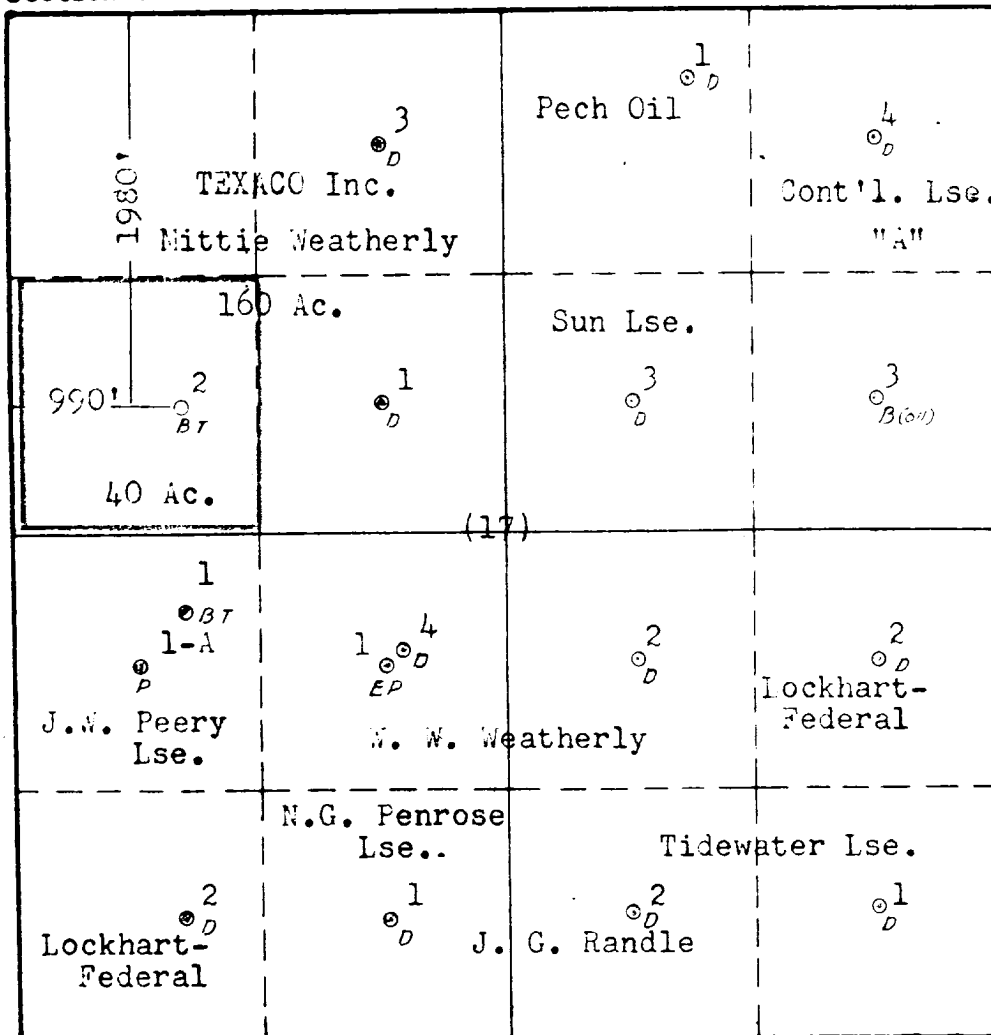 1
D
Pech Oil
3
D
4
D
1980'
TEXACO Inc.
Cont'l. Lse.
"A"
Mittie Weatherly
160 Ac.
Sun Lse.
990'
2
BT
1
D
3
D
3
B(oil)
40 Ac.
(17)
1
BT
1-A
P
1
EP
4
D
2
D
2
D
J.W. Peery
Lse.
W. W. Weatherly
Lockhart-
Federal
N.G. Penrose
Lse..
Tidewater Lse.
2
D
1
D
2
D
1
D
Lockhart-
Federal
J. G. Randle